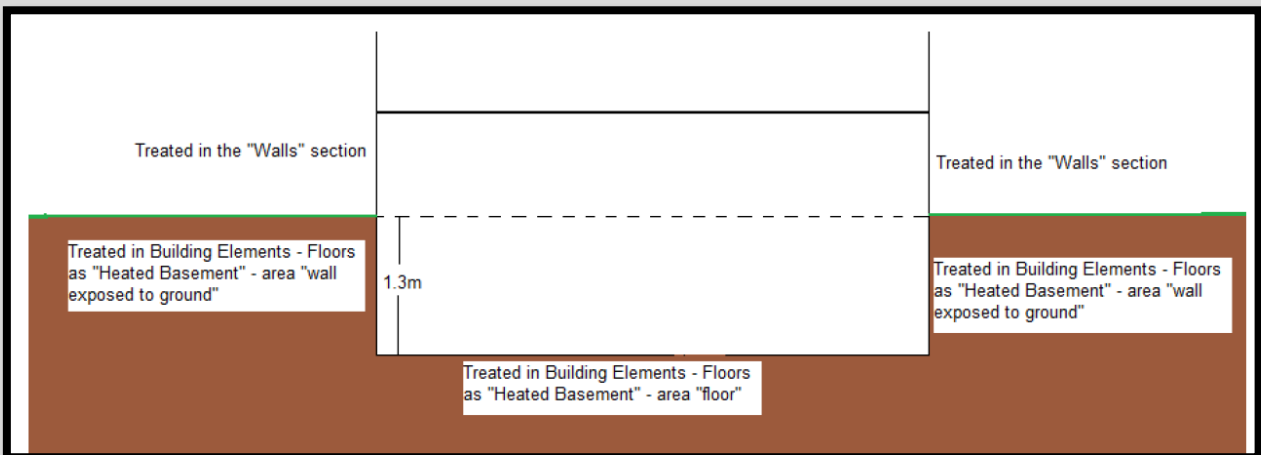 Treated in the "Walls" section
Treated in the "Walls" section
Treated in Building Elements - Floors
as "Heated Basement" - area "wall
exposed to ground"
1.3m
Treated in Building Elements - Floors
as "Heated Basement" - area "wall
exposed to ground"
Treated in Building Elements - Floors
as "Heated Basement" - area "floor"